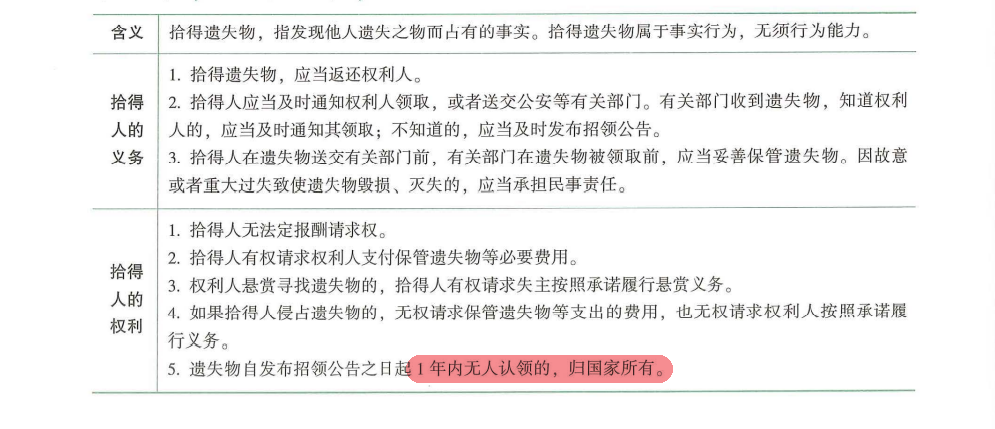 含义
拾得遗失物，指发现他人遗失之物而占有的事实。拾得遗失物属于事实行为，无须行为能力。
拾得
人的
义务
1. 拾得遗失物，应当返还权利人。
2. 拾得人应当及时通知权利人领取，或者送交公安等有关部门。有关部门收到遗失物，知道权利
人的，应当及时通知其领取；不知道的，应当及时发布招领公告。
3. 拾得人在遗失物送交有关部门前，有关部门在遗失物被领取前，应当妥善保管遗失物。因故意
或者重大过失致使遗失物毁损、灭失的，应当承担民事责任。
拾得
人的
权利
1. 拾得人无法定报酬请求权。
2. 拾得人有权请求权利人支付保管遗失物等必要费用。
3. 权利人悬赏寻找遗失物的，拾得人有权请求失主按照承诺履行悬赏义务。
4. 如果拾得人侵占遗失物的，无权请求保管遗失物等支出的费用，也无权请求权利人按照承诺履
行义务。
5. 遗失物自发布招领公告之日起1年内无人认领的，归国家所有。